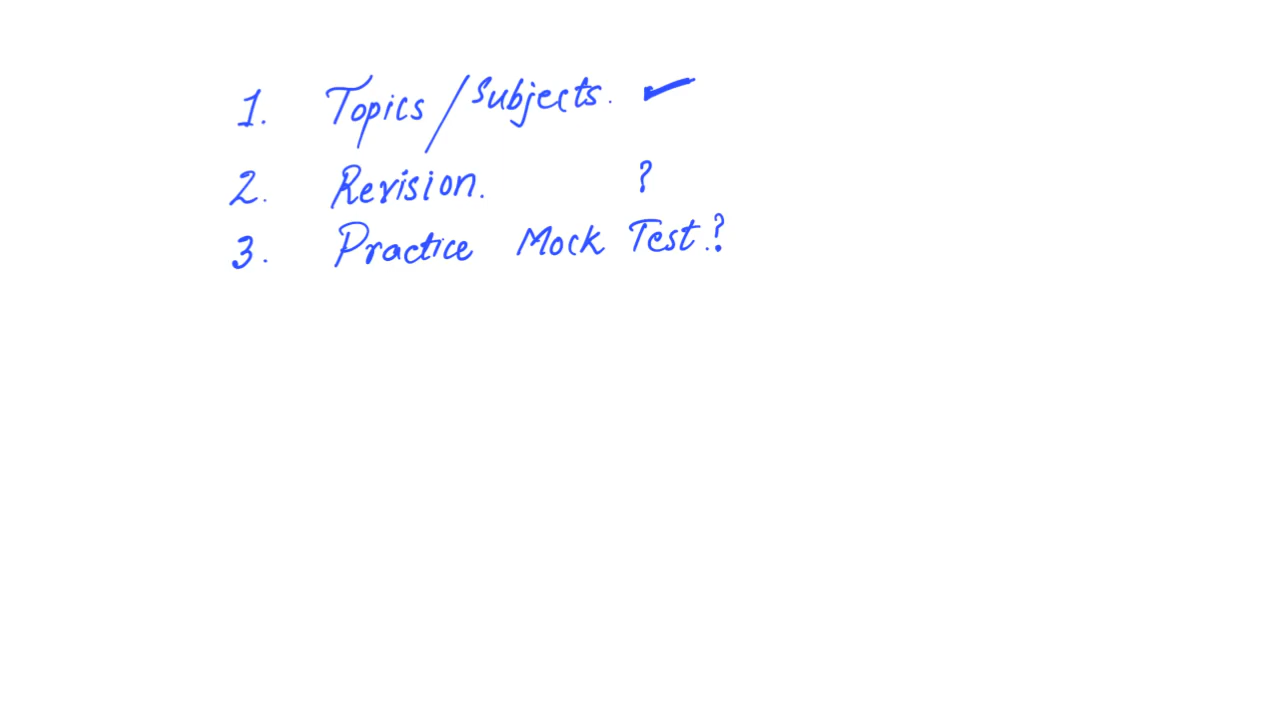 1. Topics/Subjects. ✓
2. Revision. ?
3. Practice Mock Test.?